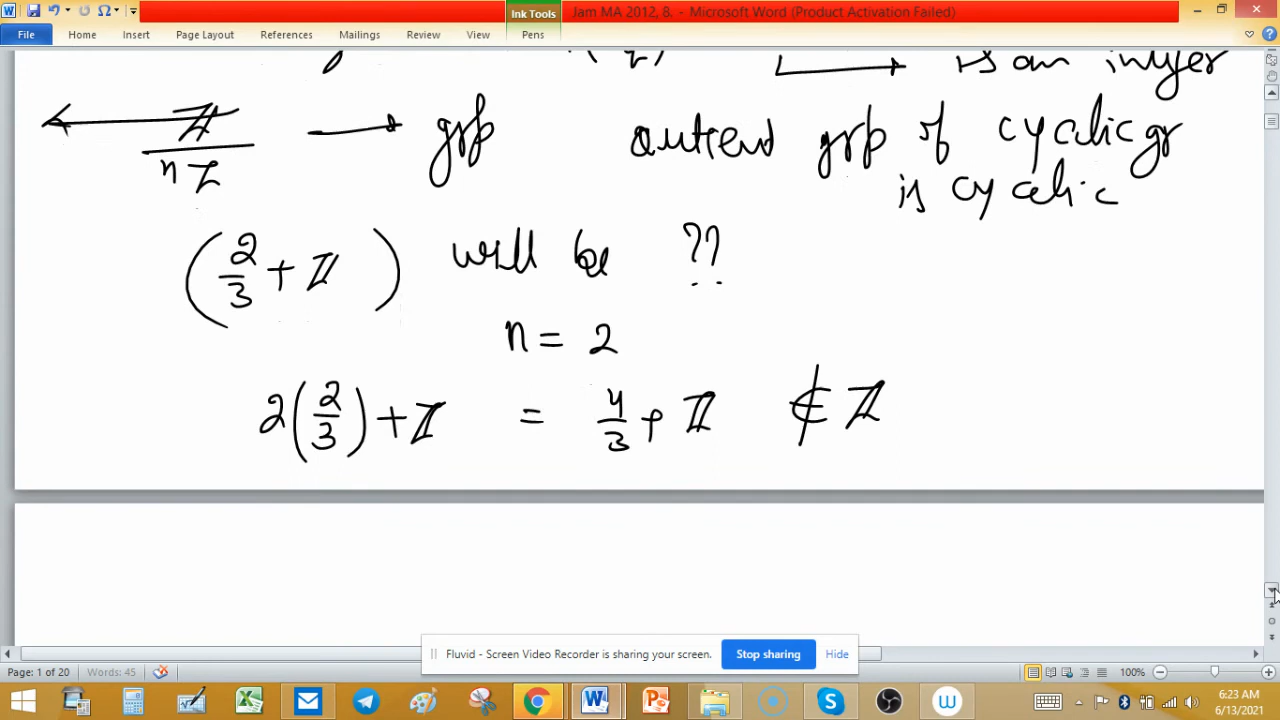 Ink Tools
Jam MA 2012, 8. - Microsoft Word (Product Activation Failed)
File Home Insert Page Layout References Mailings Review View Pens
is an
ℤ/nℤ → grp
grp of cyclic gr
is cyclic
(2/3 + ℤ) will be ??
n = 2
2(2/3) + ℤ = 4/3 + ℤ ∉ ℤ
Fluvid - Screen Video Recorder is sharing your screen. Stop sharing Hide
Page: 1 of 20 Words: 45 100%
6:23 AM
6/13/2021